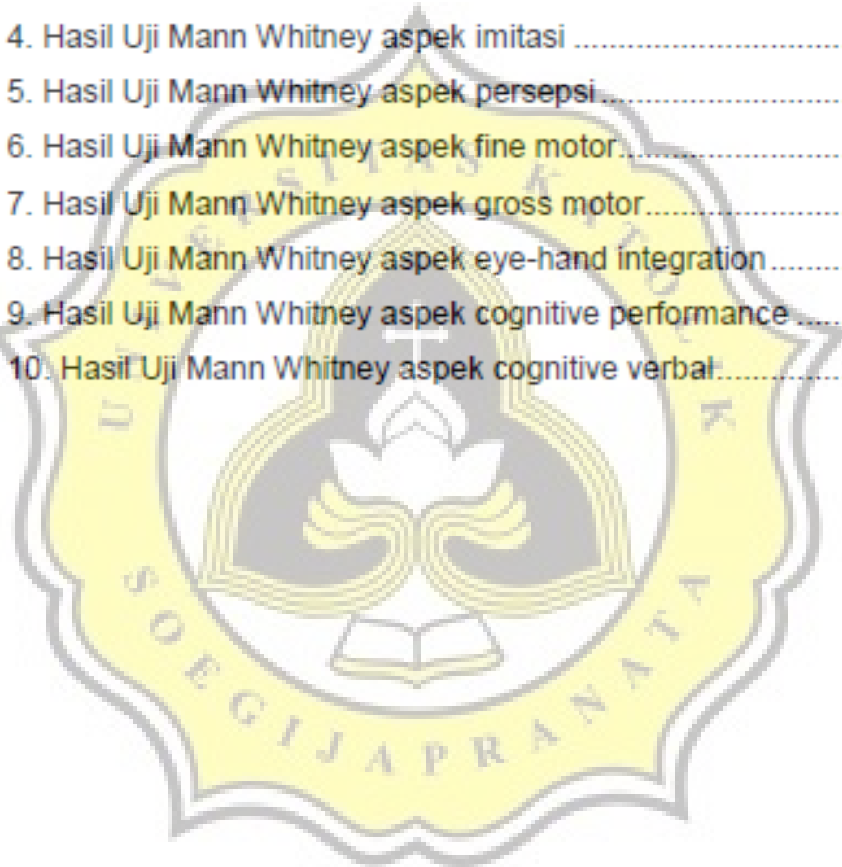 4. Hasil Uji Mann Whitney aspek imitasi ..............................
5. Hasil Uji Mann Whitney aspek persepsi ...........................
6. Hasil Uji Mann Whitney aspek fine motor.........................
7. Hasil Uji Mann Whitney aspek gross motor......................
8. Hasil Uji Mann Whitney aspek eye-hand integration ........
9. Hasil Uji Mann Whitney aspek cognitive performance .....
10. Hasil Uji Mann Whitney aspek cognitive verbal..............
UNIVERSITAS KATOLIK
SOEGIJAPRANATA